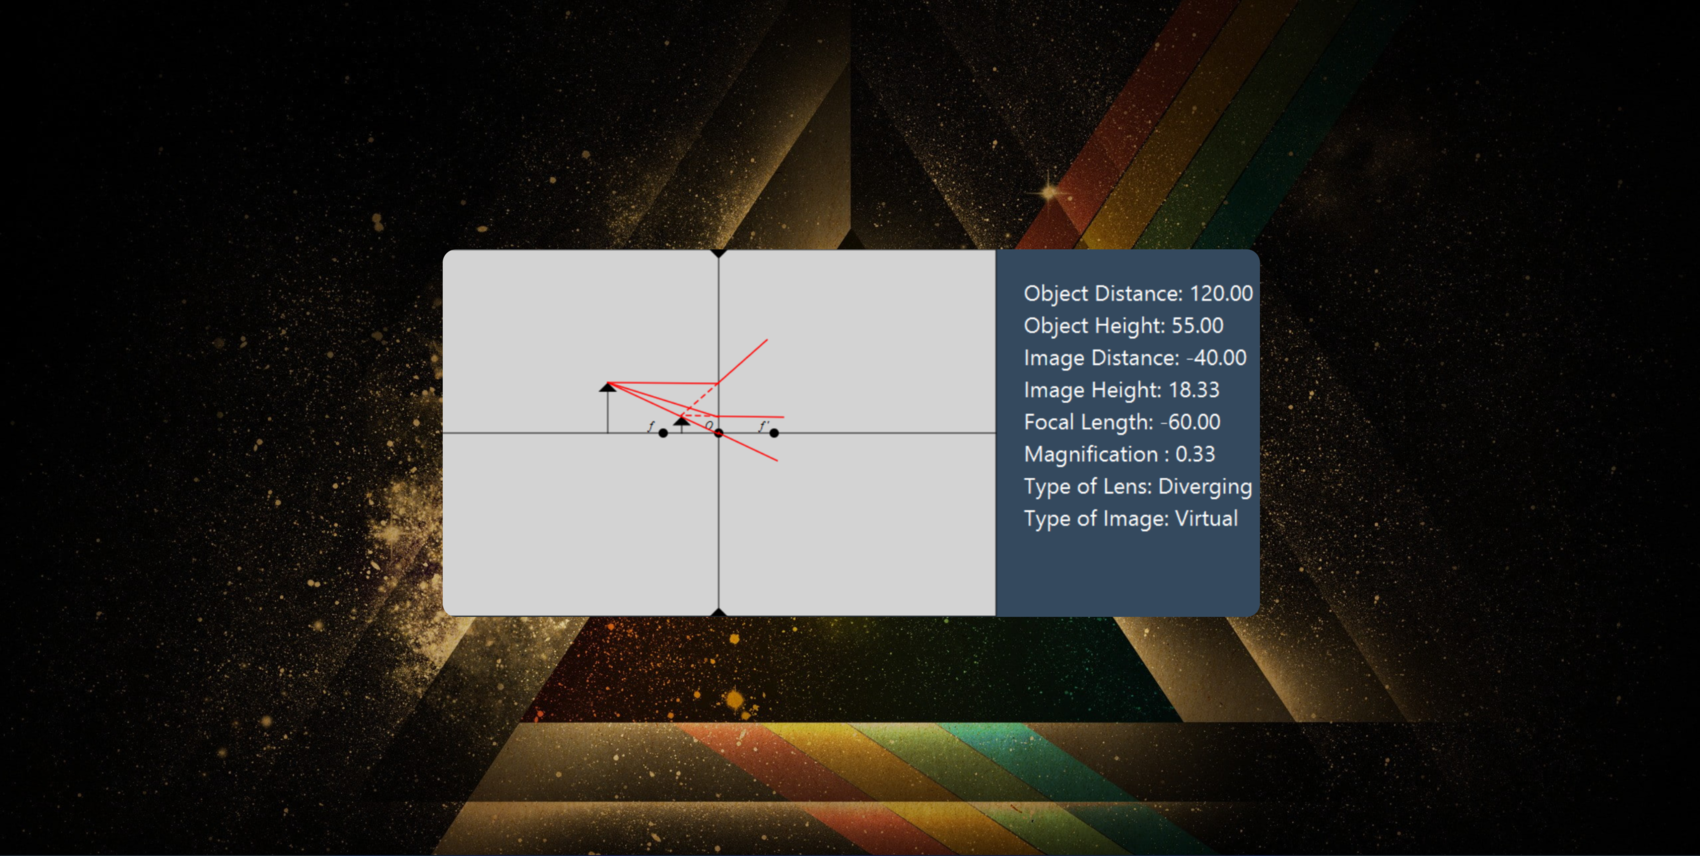 f O f'
Object Distance: 120.00
Object Height: 55.00
Image Distance: -40.00
Image Height: 18.33
Focal Length: -60.00
Magnification : 0.33
Type of Lens: Diverging
Type of Image: Virtual